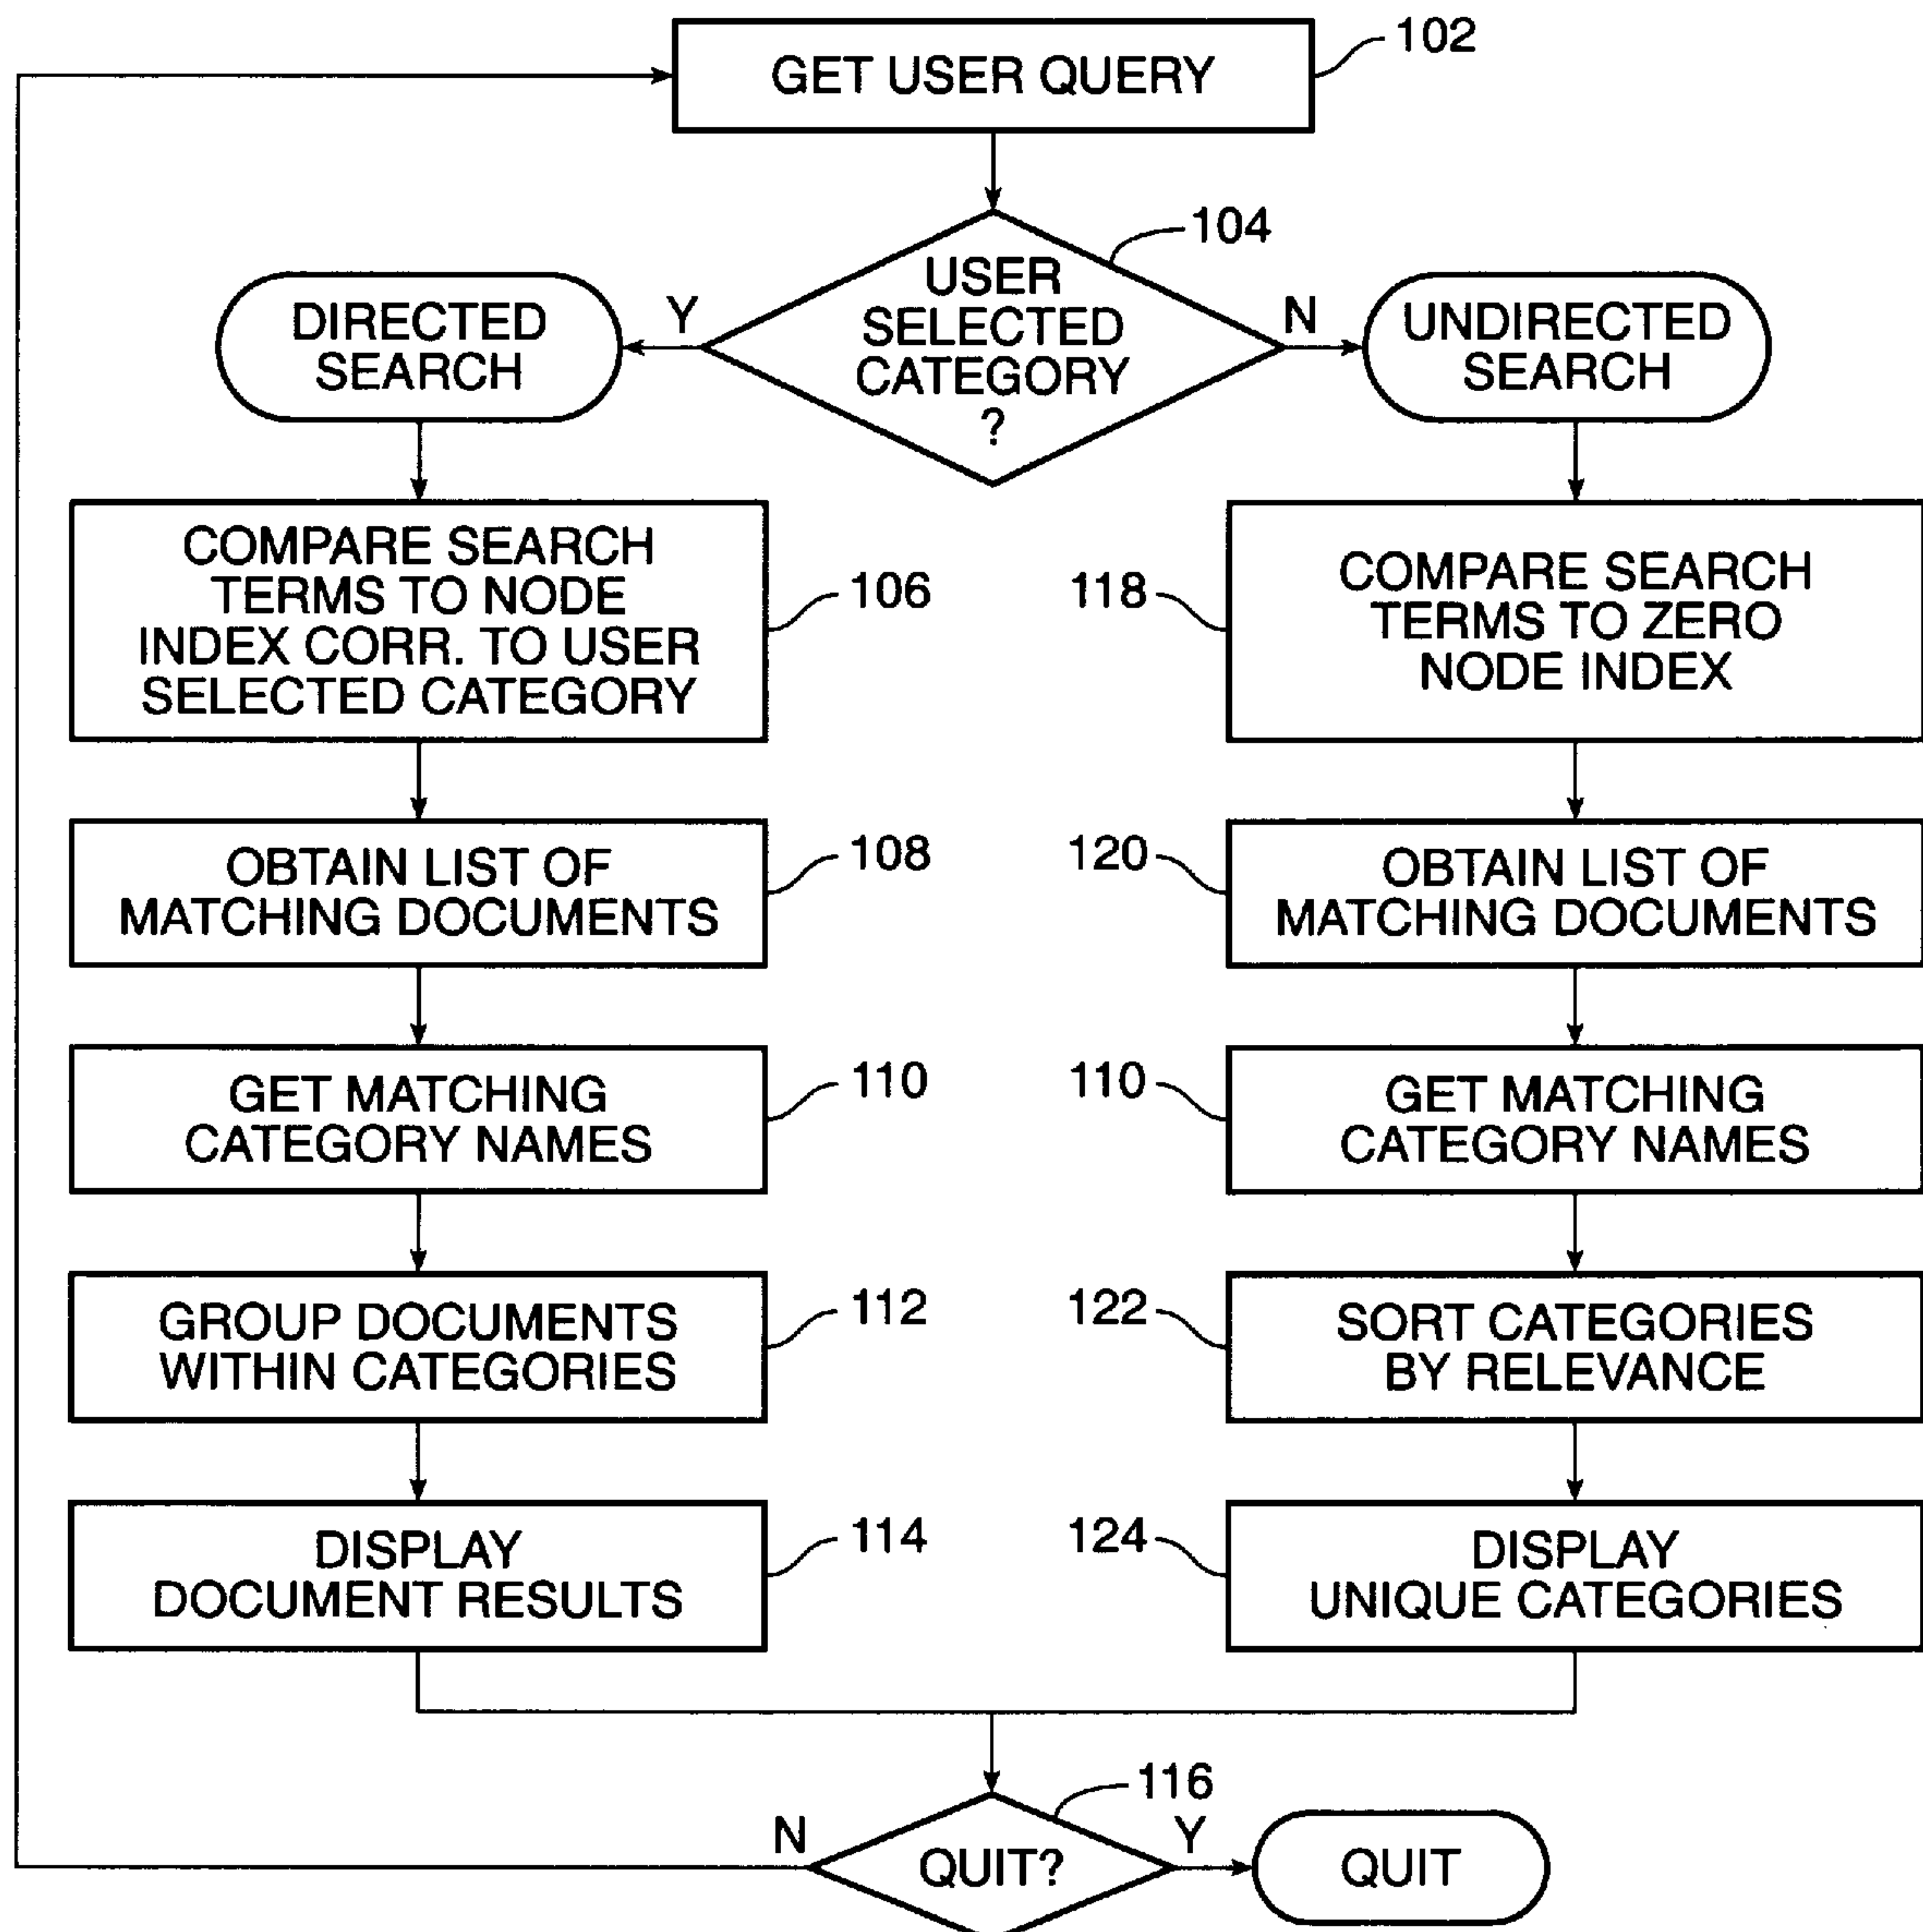 GET USER QUERY
102
104
USER
SELECTED
CATEGORY
?
Y
N
DIRECTED
SEARCH
UNDIRECTED
SEARCH
COMPARE SEARCH
TERMS TO NODE
INDEX CORR. TO USER
SELECTED CATEGORY
106
118
COMPARE SEARCH
TERMS TO ZERO
NODE INDEX
OBTAIN LIST OF
MATCHING DOCUMENTS
108
120
OBTAIN LIST OF
MATCHING DOCUMENTS
GET MATCHING
CATEGORY NAMES
110
110
GET MATCHING
CATEGORY NAMES
GROUP DOCUMENTS
WITHIN CATEGORIES
112
122
SORT CATEGORIES
BY RELEVANCE
DISPLAY
DOCUMENT RESULTS
114
124
DISPLAY
UNIQUE CATEGORIES
116
N
QUIT?
Y
QUIT